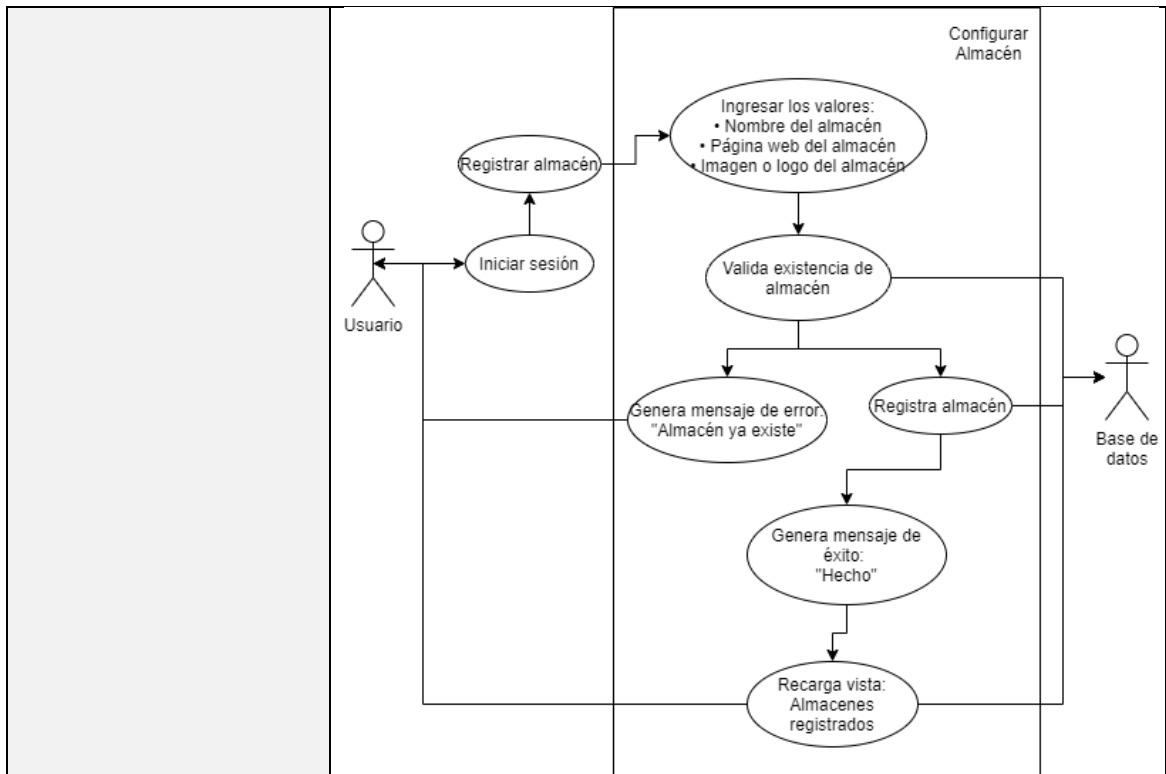 Configurar
Almacén
Ingresar los valores:
• Nombre del almacén
• Página web del almacén
• Imagen o logo del almacén
Registrar almacén
Iniciar sesión
Usuario
Valida existencia de
almacén
Genera mensaje de error:
"Almacén ya existe"
Registra almacén
Base de
datos
Genera mensaje de
éxito:
"Hecho"
Recarga vista:
Almacenes
registrados